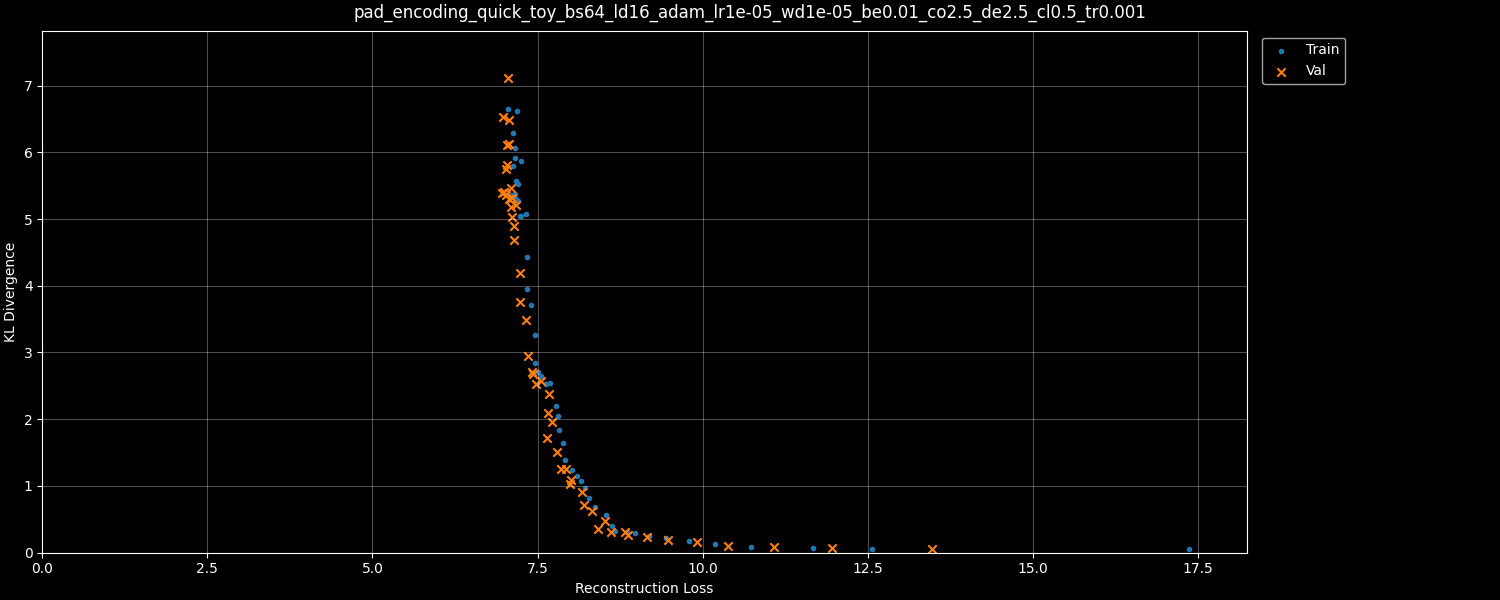 pad_encoding_quick_toy_bs64_ld16_adam_lr1e-05_wd1e-05_be0.01_co2.5_de2.5_cl0.5_tr0.001
Train
Val
KL Divergence
7
6
5
4
3
2
1
0
0.0 2.5 5.0 7.5 10.0 12.5 15.0 17.5
Reconstruction Loss